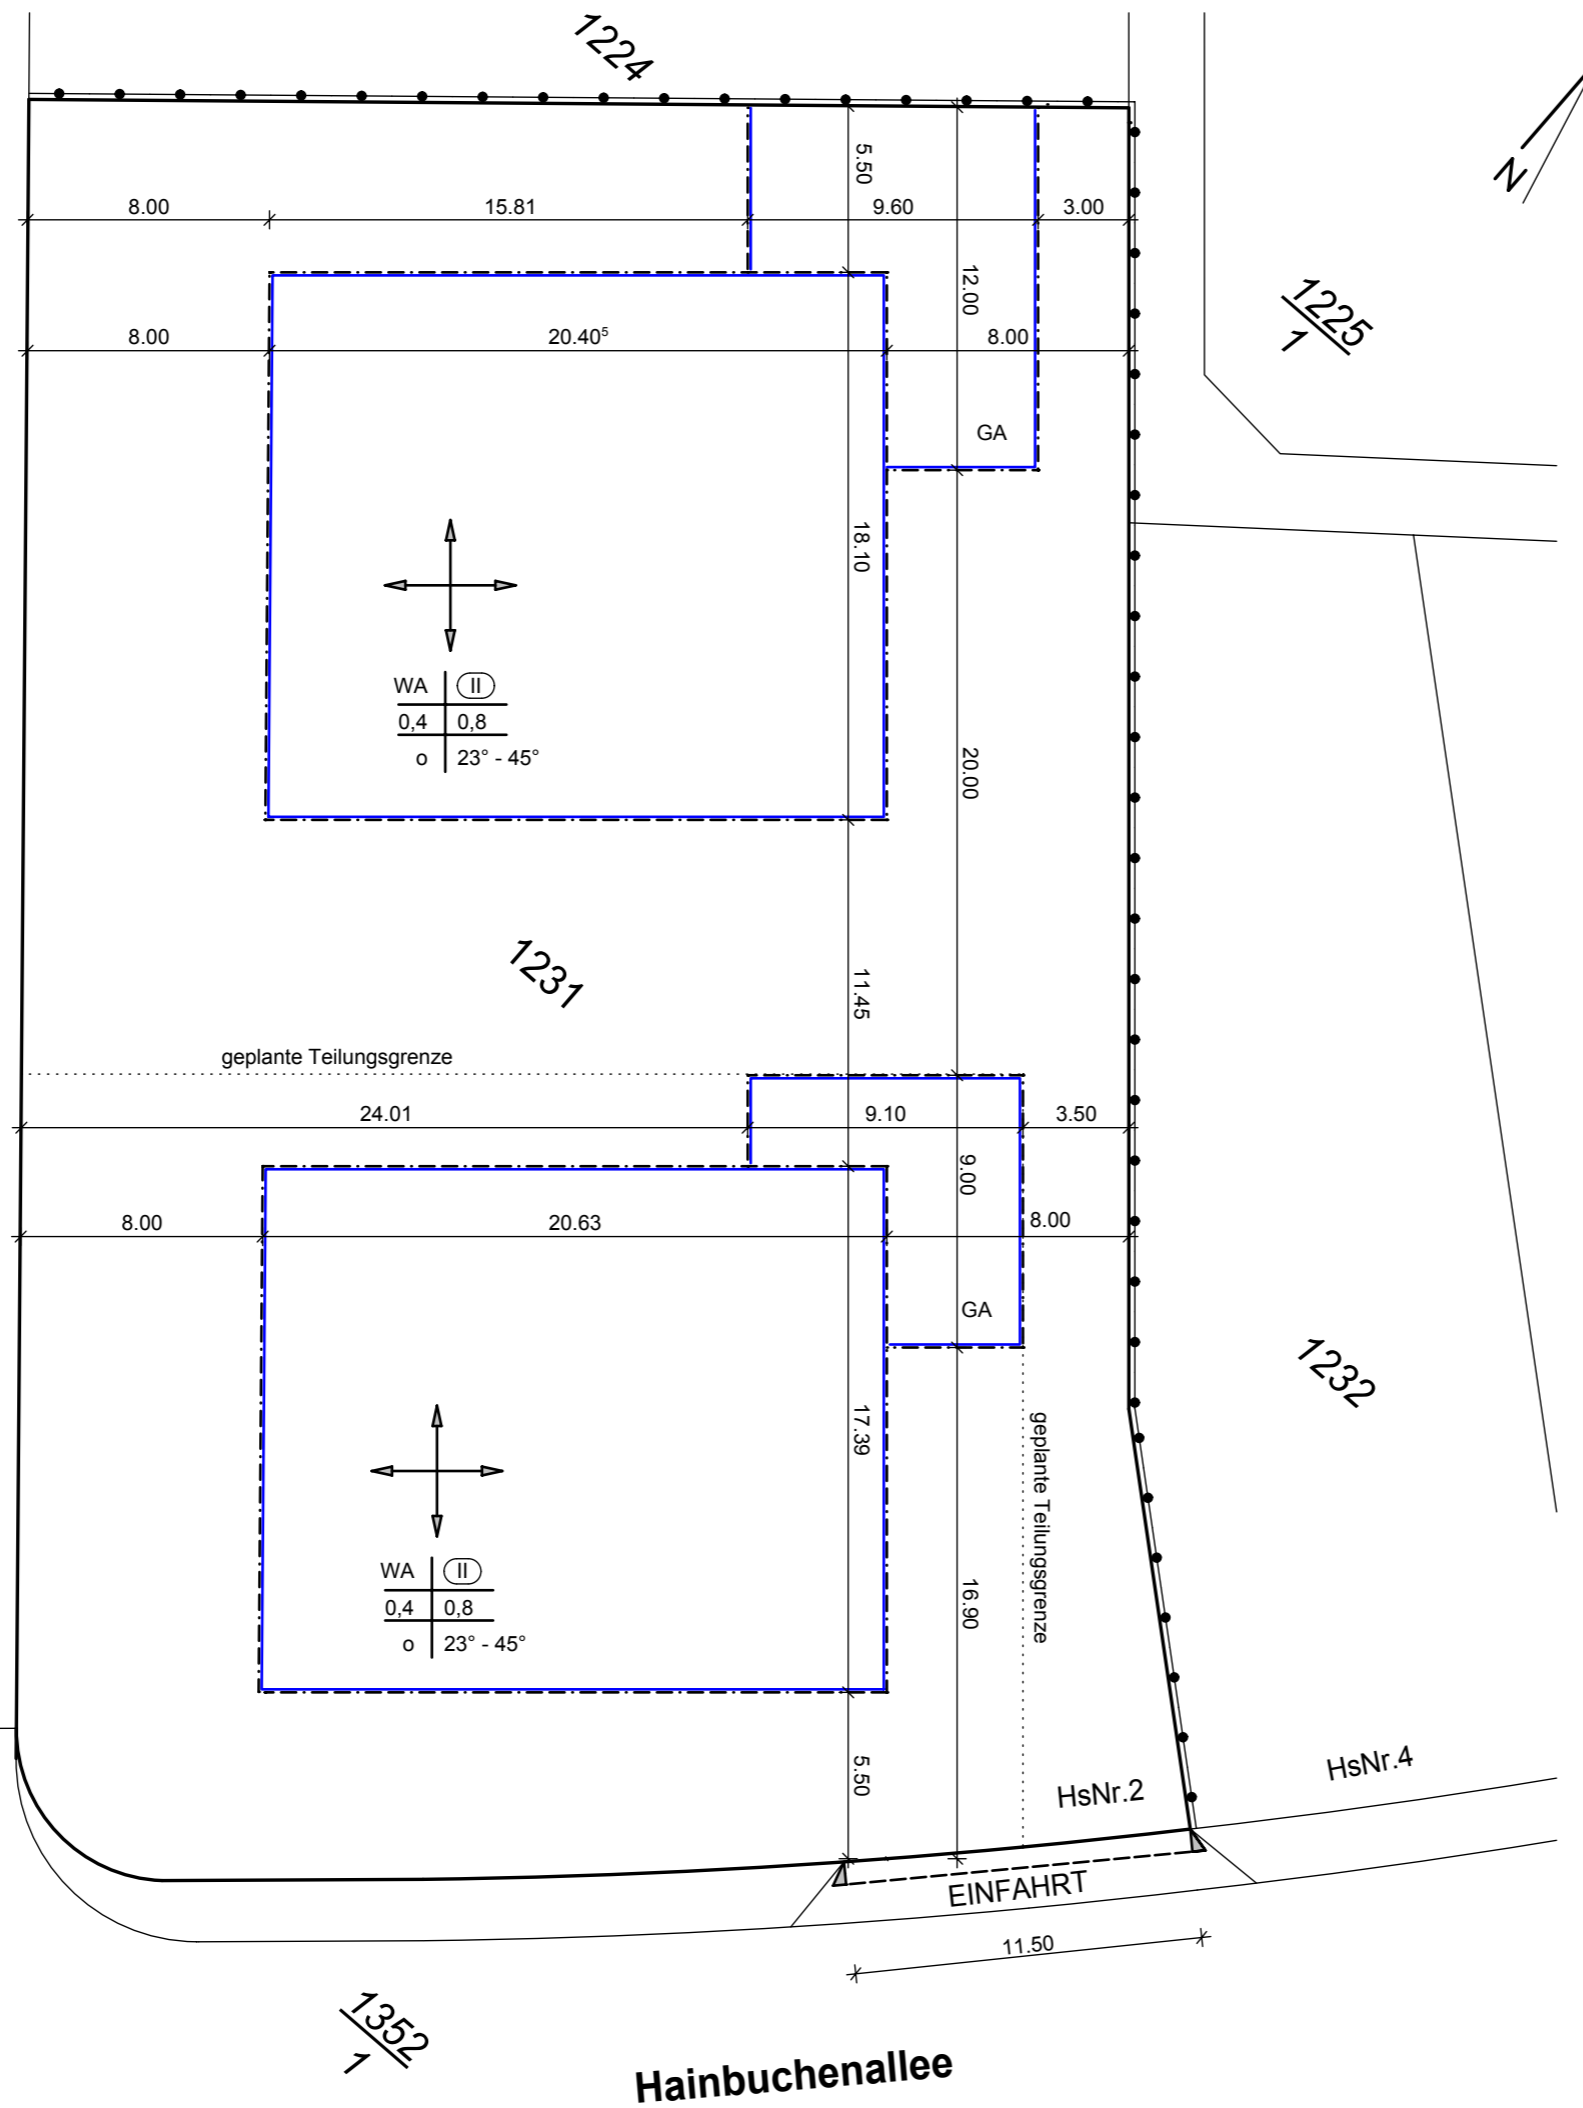 1224
N
5.50
8.00
15.81
9.60
3.00
12.00
8.00
20.40⁵
8.00
1225
1
GA
18.10
WA II
0,4 0,8
o 23° - 45°
20.00
1231
11.45
geplante Teilungsgrenze
24.01
9.10
3.50
9.00
8.00
20.63
8.00
GA
1232
17.39
geplante Teilungsgrenze
WA II
0,4 0,8
o 23° - 45°
16.90
5.50
HsNr.2
HsNr.4
EINFAHRT
11.50
1352
1
Hainbuchenallee